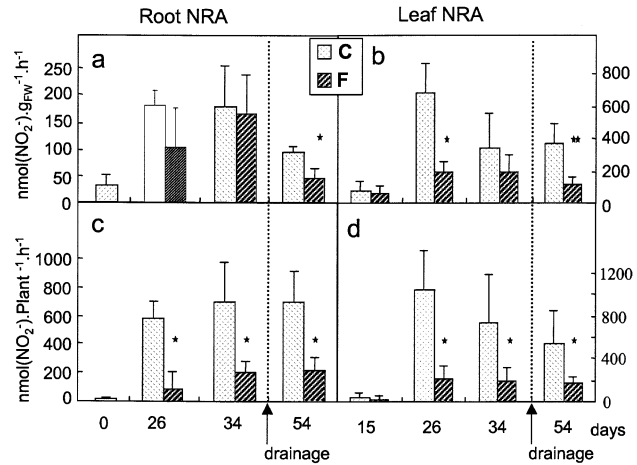 Root NRA
Leaf NRA
C
F
a
b
nmol(NO₂⁻).g_FW⁻¹.h⁻¹
250
200
150
100
50
0
800
600
400
200
0
*
*
**
c
d
nmol(NO₂⁻).Plant⁻¹.h⁻¹
1000
800
600
400
200
0
1200
800
400
0
*
*
*
*
*
*
0
26
34
54
15
26
34
54
days
drainage
drainage